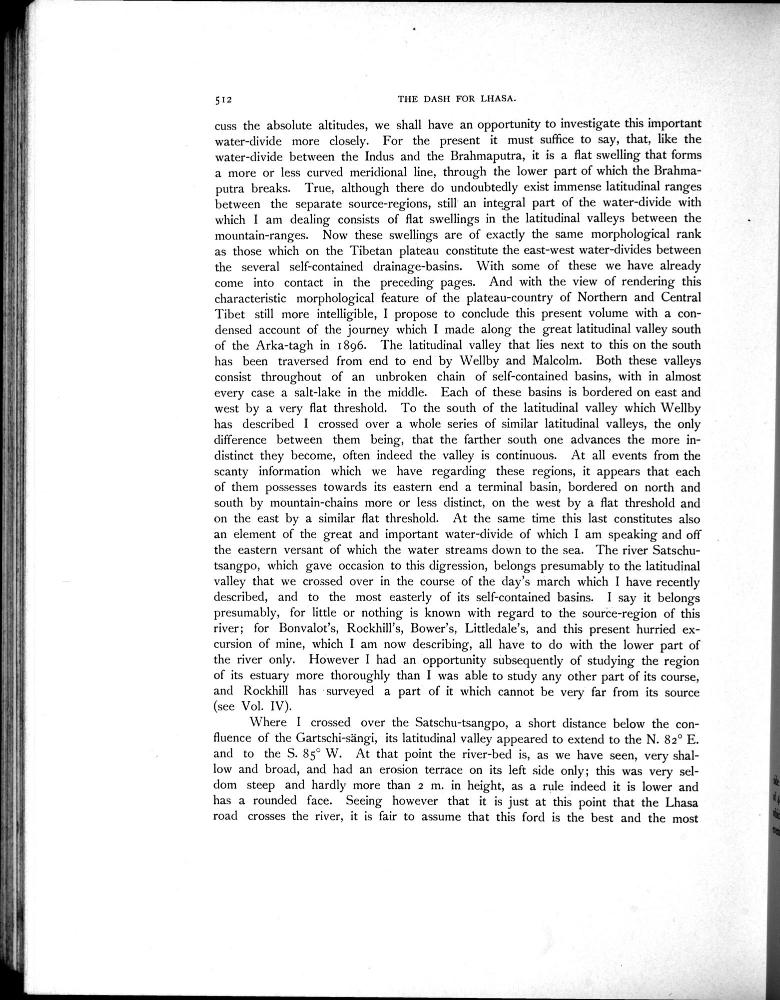 512
THE DASH FOR LHASA.
cuss the absolute altitudes, we shall have an opportunity to investigate this important
water-divide more closely. For the present it must suffice to say, that, like the
water-divide between the Indus and the Brahmaputra, it is a flat swelling that forms
a more or less curved meridional line, through the lower part of which the Brahma-
putra breaks. True, although there do undoubtedly exist immense latitudinal ranges
between the separate source-regions, still an integral part of the water-divide with
which I am dealing consists of flat swellings in the latitudinal valleys between the
mountain-ranges. Now these swellings are of exactly the same morphological rank
as those which on the Tibetan plateau constitute the east-west water-divides between
the several self-contained drainage-basins. With some of these we have already
come into contact in the preceding pages. And with the view of rendering this
characteristic morphological feature of the plateau-country of Northern and Central
Tibet still more intelligible, I propose to conclude this present volume with a con-
densed account of the journey which I made along the great latitudinal valley south
of the Arka-tagh in 1896. The latitudinal valley that lies next to this on the south
has been traversed from end to end by Wellby and Malcolm. Both these valleys
consist throughout of an unbroken chain of self-contained basins, with in almost
every case a salt-lake in the middle. Each of these basins is bordered on east and
west by a very flat threshold. To the south of the latitudinal valley which Wellby
has described I crossed over a whole series of similar latitudinal valleys, the only
difference between them being, that the farther south one advances the more in-
distinct they become, often indeed the valley is continuous. At all events from the
scanty information which we have regarding these regions, it appears that each
of them possesses towards its eastern end a terminal basin, bordered on north and
south by mountain-chains more or less distinct, on the west by a flat threshold and
on the east by a similar flat threshold. At the same time this last constitutes also
an element of the great and important water-divide of which I am speaking and off
the eastern versant of which the water streams down to the sea. The river Satschu-
tsangpo, which gave occasion to this digression, belongs presumably to the latitudinal
valley that we crossed over in the course of the day's march which I have recently
described, and to the most easterly of its self-contained basins. I say it belongs
presumably, for little or nothing is known with regard to the source-region of this
river; for Bonvalot's, Rockhill's, Bower's, Littledale's, and this present hurried ex-
cursion of mine, which I am now describing, all have to do with the lower part of
the river only. However I had an opportunity subsequently of studying the region
of its estuary more thoroughly than I was able to study any other part of its course,
and Rockhill has surveyed a part of it which cannot be very far from its source
(see Vol. IV).
Where I crossed over the Satschu-tsangpo, a short distance below the con-
fluence of the Gartschi-sängi, its latitudinal valley appeared to extend to the N. 82° E.
and to the S. 85° W. At that point the river-bed is, as we have seen, very shal-
low and broad, and had an erosion terrace on its left side only; this was very sel-
dom steep and hardly more than 2 m. in height, as a rule indeed it is lower and
has a rounded face. Seeing however that it is just at this point that the Lhasa
road crosses the river, it is fair to assume that this ford is the best and the most